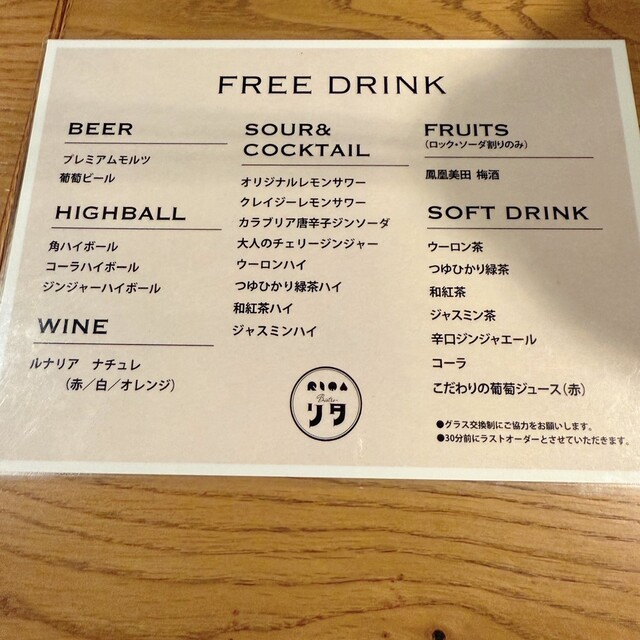 FREE DRINK
BEER
プレミアムモルツ
葡萄ビール
HIGHBALL
角ハイボール
コーラハイボール
ジンジャーハイボール
WINE
ルナリア ナチュレ
(赤／白／オレンジ)
SOUR&
COCKTAIL
オリジナルレモンサワー
クレイジーレモンサワー
カラブリア唐辛子ジンソーダ
大人のチェリージンジャー
ウーロンハイ
つゆひかり緑茶ハイ
和紅茶ハイ
ジャスミンハイ
Bistro
リタ
FRUITS
(ロック・ソーダ割りのみ)
鳳凰美田 梅酒
SOFT DRINK
ウーロン茶
つゆひかり緑茶
和紅茶
ジャスミン茶
辛口ジンジャエール
コーラ
こだわりの葡萄ジュース(赤)
●グラス交換制にご協力をお願いします。
●30分前にラストオーダーとさせていただきます。